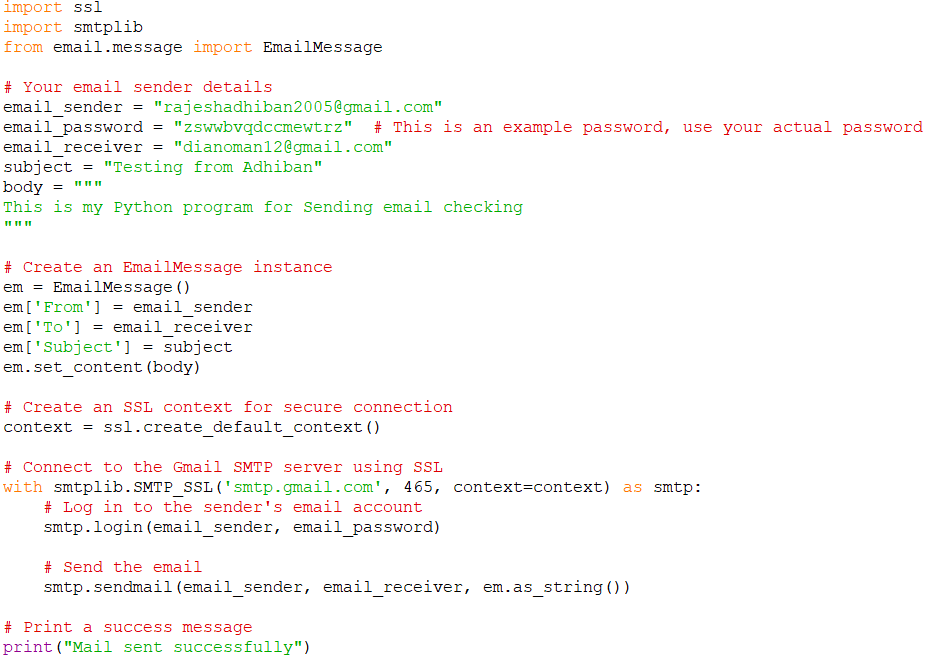 import ssl
import smtplib
from email.message import EmailMessage

# Your email sender details
email_sender = "rajeshadhiban2005@gmail.com"
email_password = "zswwbvqdccmewtrz"  # This is an example password, use your actual password
email_receiver = "dianoman12@gmail.com"
subject = "Testing from Adhiban"
body = """
This is my Python program for Sending email checking
"""

# Create an EmailMessage instance
em = EmailMessage()
em['From'] = email_sender
em['To'] = email_receiver
em['Subject'] = subject
em.set_content(body)

# Create an SSL context for secure connection
context = ssl.create_default_context()

# Connect to the Gmail SMTP server using SSL
with smtplib.SMTP_SSL('smtp.gmail.com', 465, context=context) as smtp:
    # Log in to the sender's email account
    smtp.login(email_sender, email_password)

    # Send the email
    smtp.sendmail(email_sender, email_receiver, em.as_string())

# Print a success message
print("Mail sent successfully")